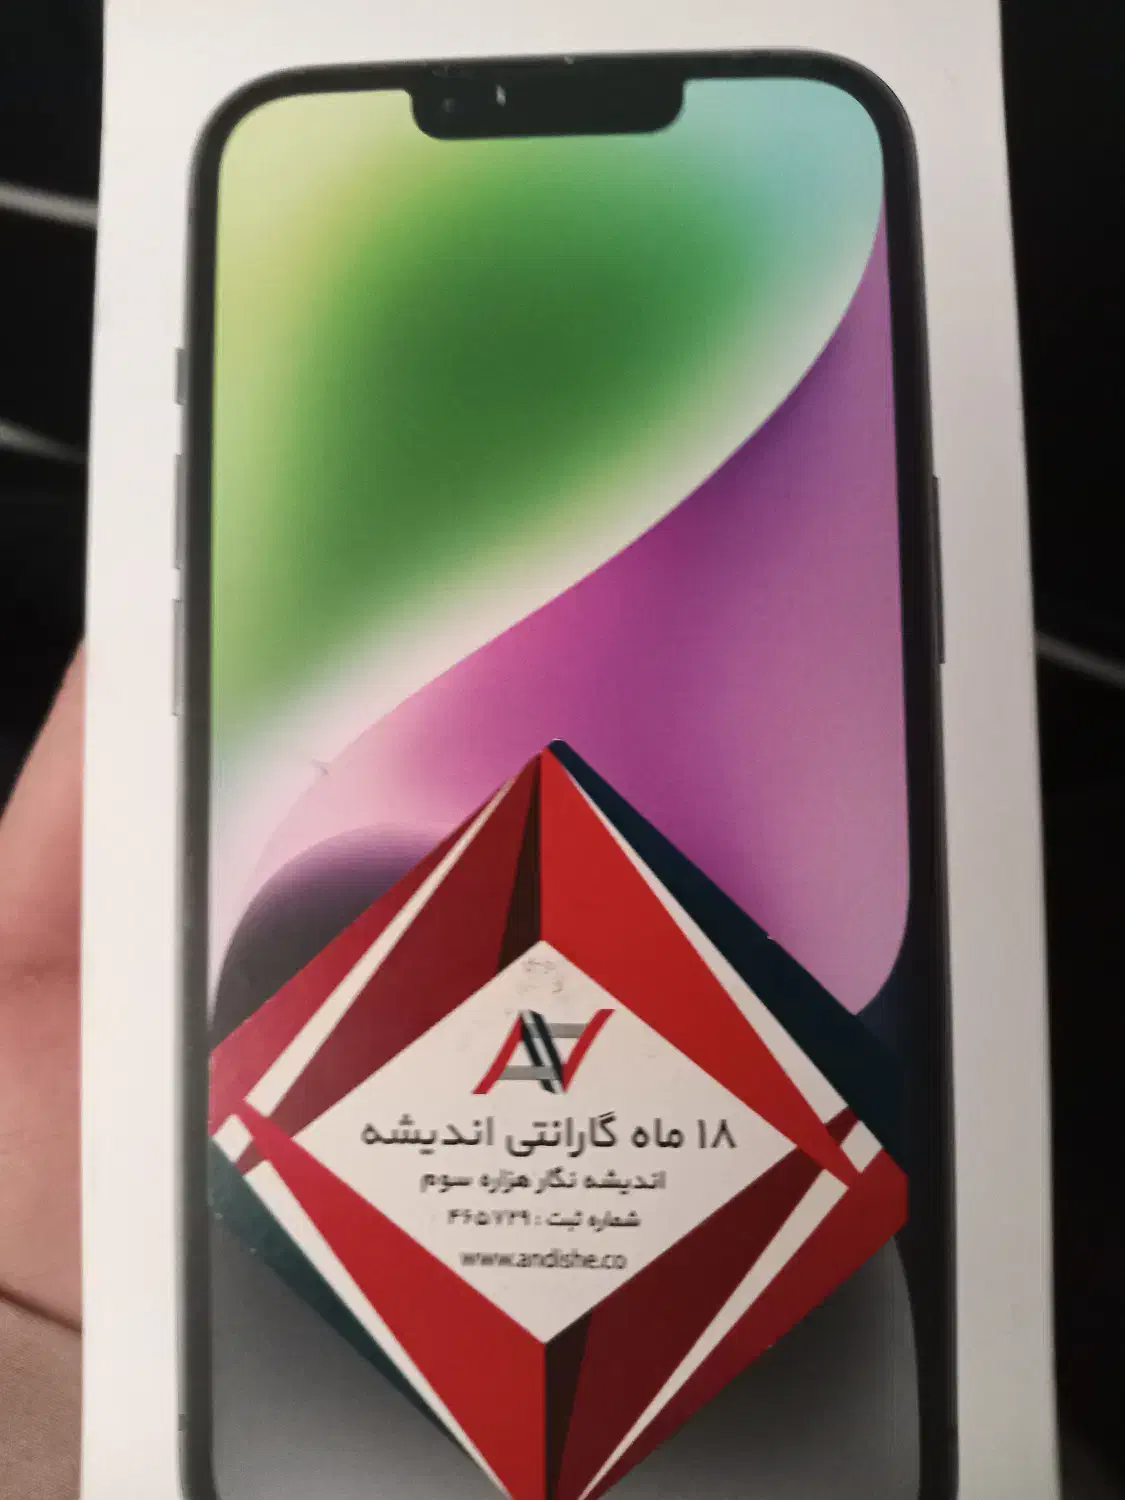 ۱۸ ماه گارانتی اندیشه
اندیشه نگار هزاره سوم
شماره ثبت : ۴۶۵۷۲۹
www.andishe.co